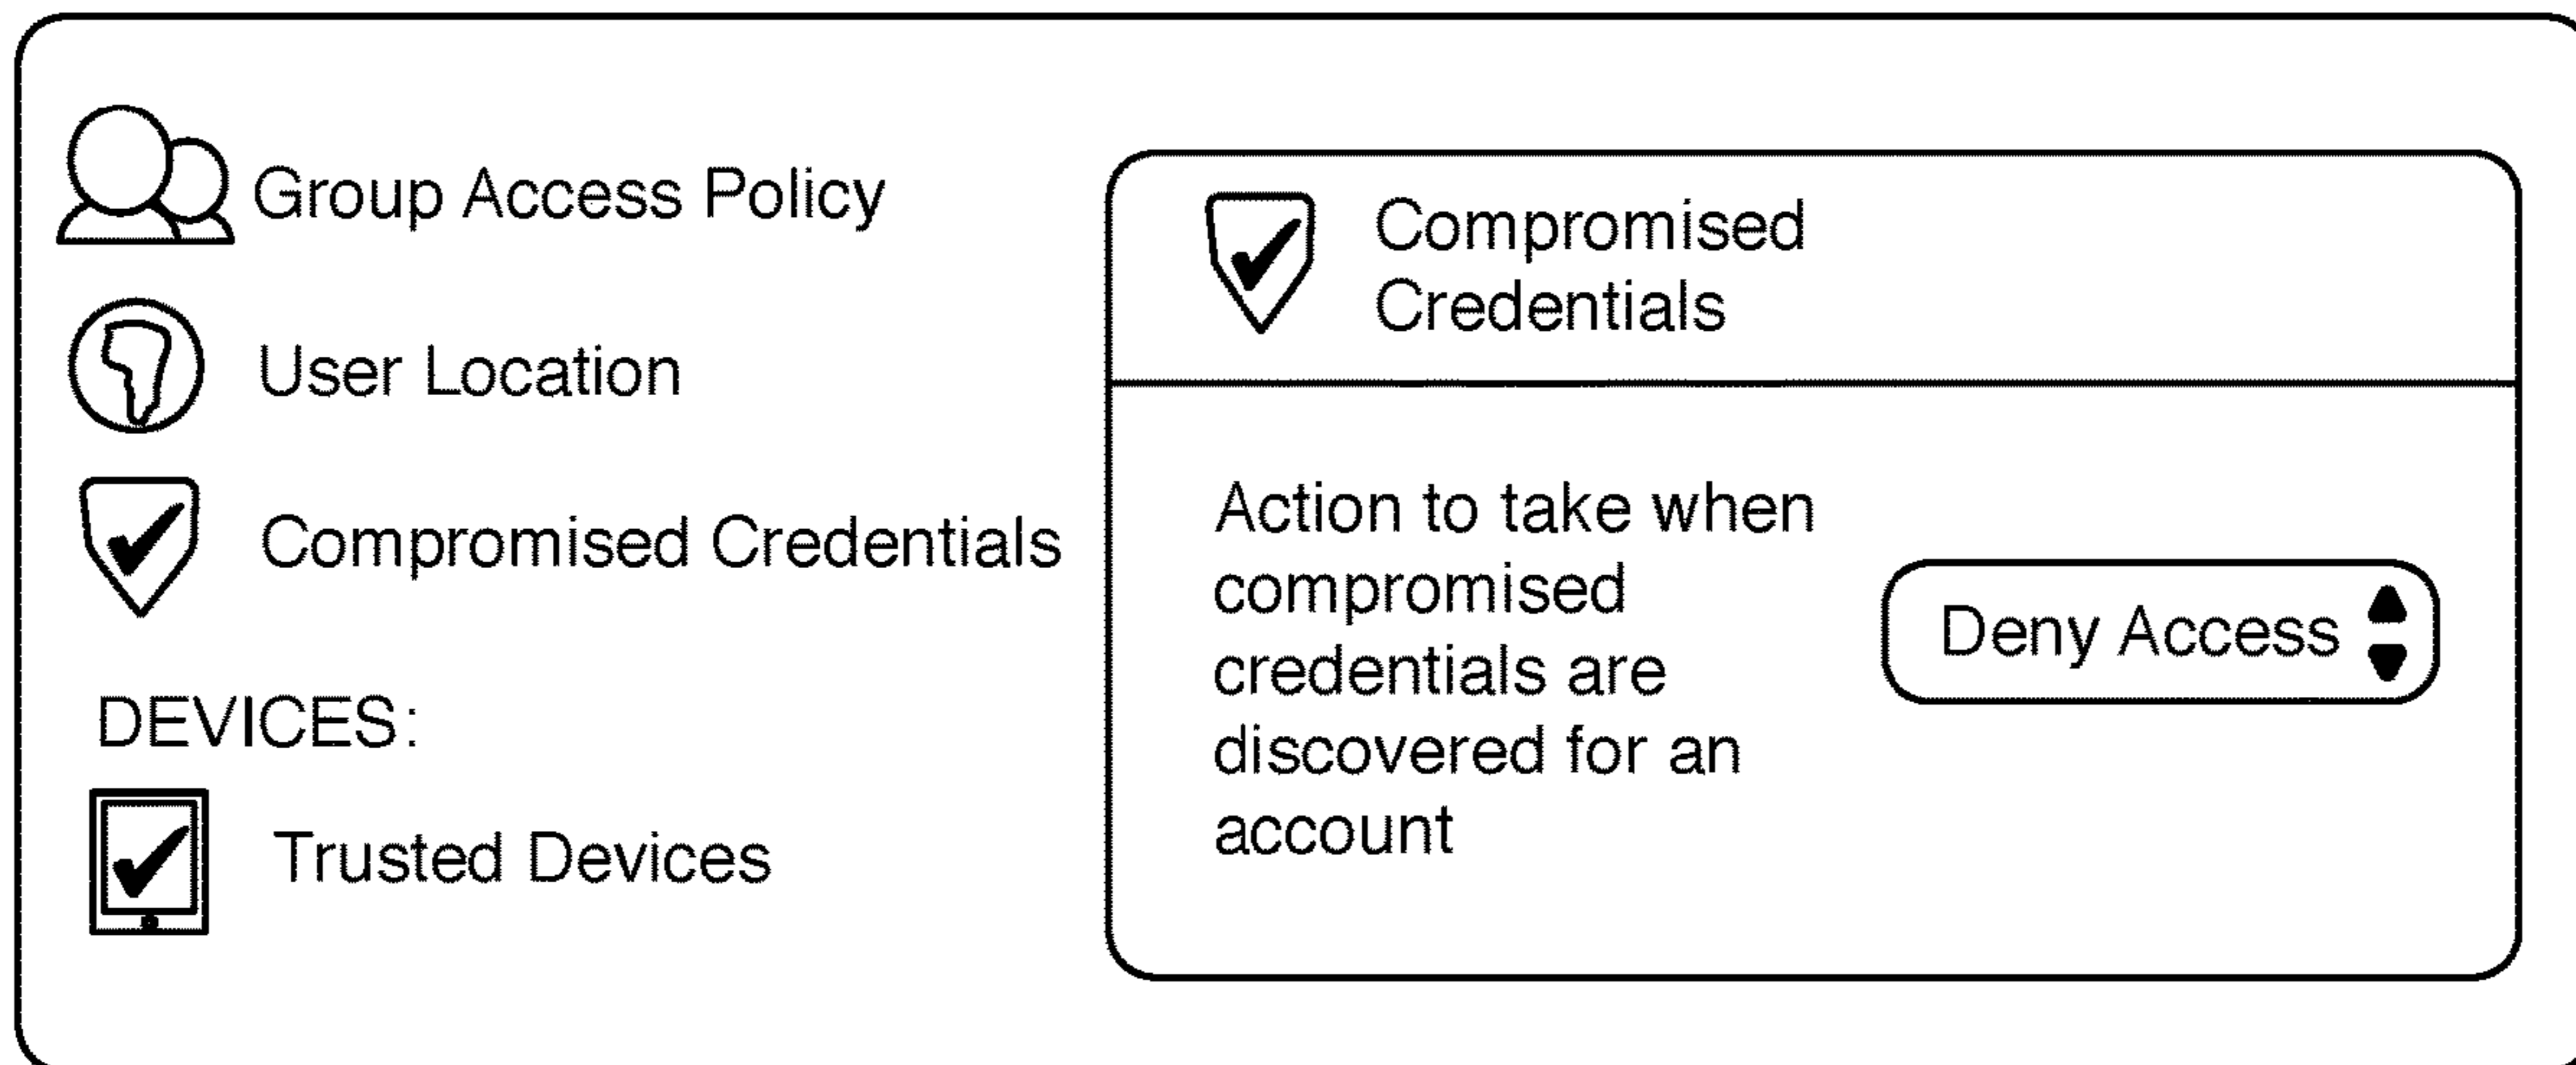 Group Access Policy
User Location
Compromised Credentials
DEVICES:
Trusted Devices
Compromised
Credentials
Action to take when
compromised
credentials are
discovered for an
account
Deny Access